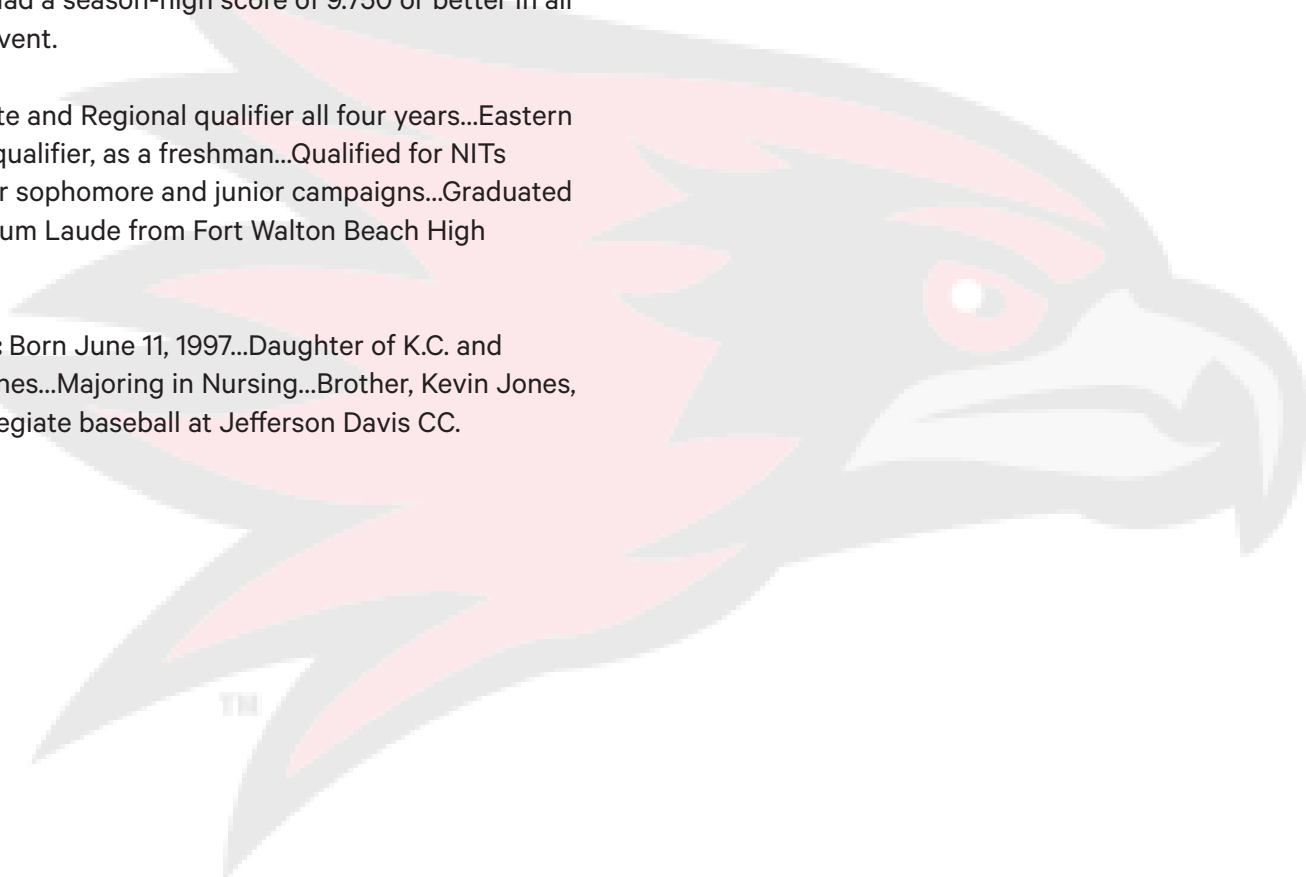 had a season-high score of 9.750 or better in all
vent.
te and Regional qualifier all four years...Eastern
qualifier, as a freshman...Qualified for NITs
r sophomore and junior campaigns...Graduated
um Laude from Fort Walton Beach High
: Born June 11, 1997...Daughter of K.C. and
nes...Majoring in Nursing...Brother, Kevin Jones,
egiate baseball at Jefferson Davis CC.
TM